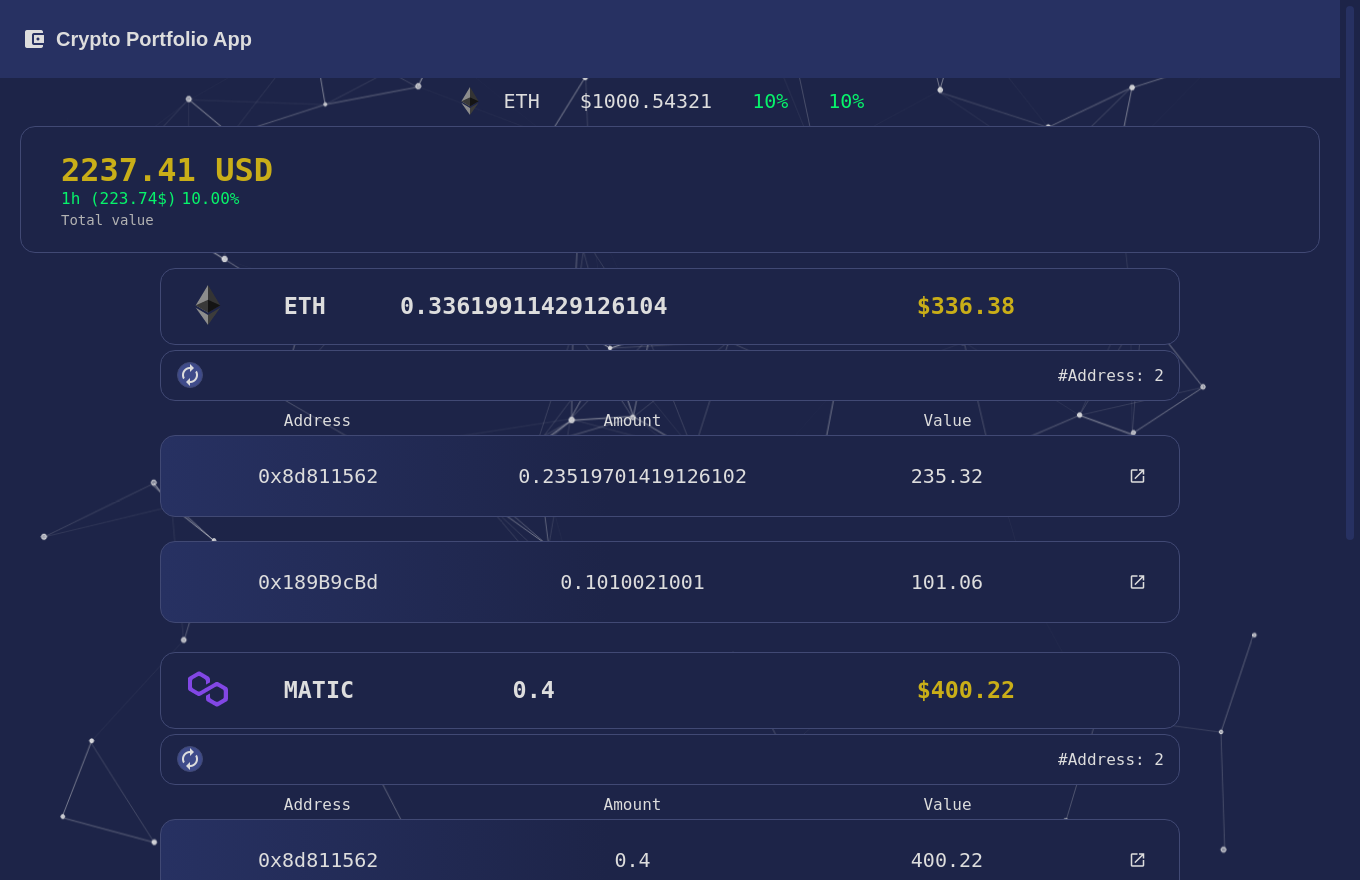 Crypto Portfolio App
ETH $1000.54321 10% 10%
2237.41 USD
1h (223.74$) 10.00%
Total value
ETH 0.33619911429126104 $336.38
#Address: 2
Address Amount Value
0x8d811562 0.23519701419126102 235.32
0x189B9cBd 0.1010021001 101.06
MATIC 0.4 $400.22
#Address: 2
Address Amount Value
0x8d811562 0.4 400.22